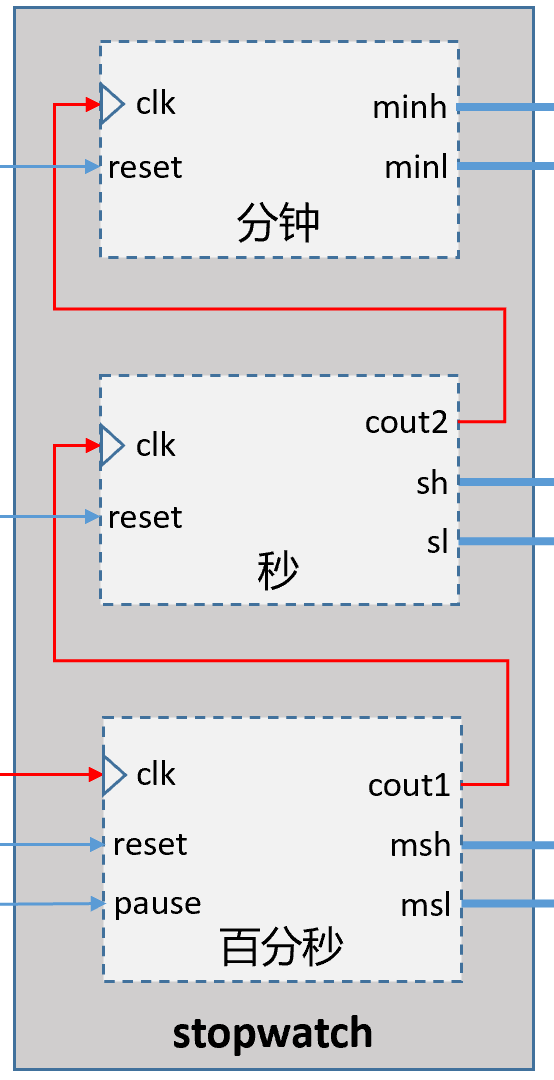 clk
minh
reset
minl
分钟
cout2
clk
sh
reset
sl
秒
clk
cout1
reset
msh
pause
msl
百分秒
stopwatch